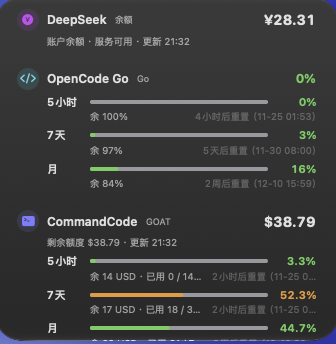 DeepSeek 余额 ¥28.31
账户余额 · 服务可用 · 更新 21:32
OpenCode Go Go 0%
5小时 0%
余 100% 4小时后重置 (11-25 01:53)
7天 3%
余 97% 5天后重置 (11-30 08:00)
月 16%
余 84% 2周后重置 (12-10 15:59)
CommandCode GOAT $38.79
剩余额度 $38.79 · 更新 21:32
5小时 3.3%
余 14 USD · 已用 0 / 14... 2小时后重置 (11-25 0...
7天 52.3%
余 17 USD · 已用 18 / 3... 2小时后重置 (11-25 0...
月 44.7%